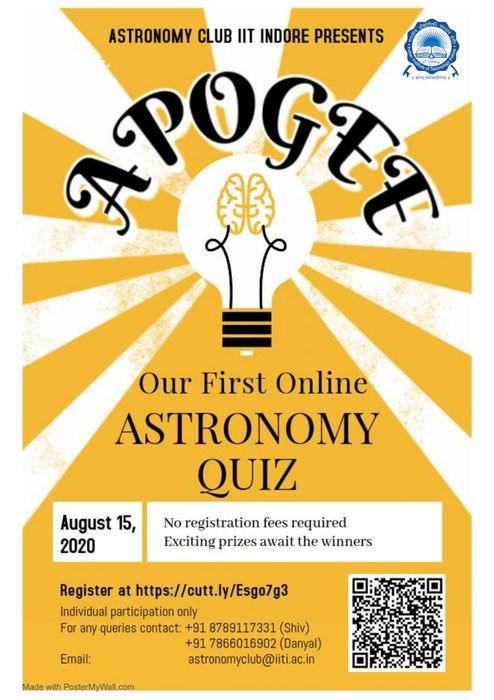 ASTRONOMY CLUB IIT INDORE PRESENTS
APOGEE
Our First Online
ASTRONOMY
QUIZ
August 15,
2020
No registration fees required
Exciting prizes await the winners
Register at https://cutt.ly/Esgo7g3
Individual participation only
For any queries contact: +91 8789117331 (Shiv)
+91 7866016902 (Danyal)
Email: astronomyclub@iiti.ac.in
Made with PosterMyWall.com